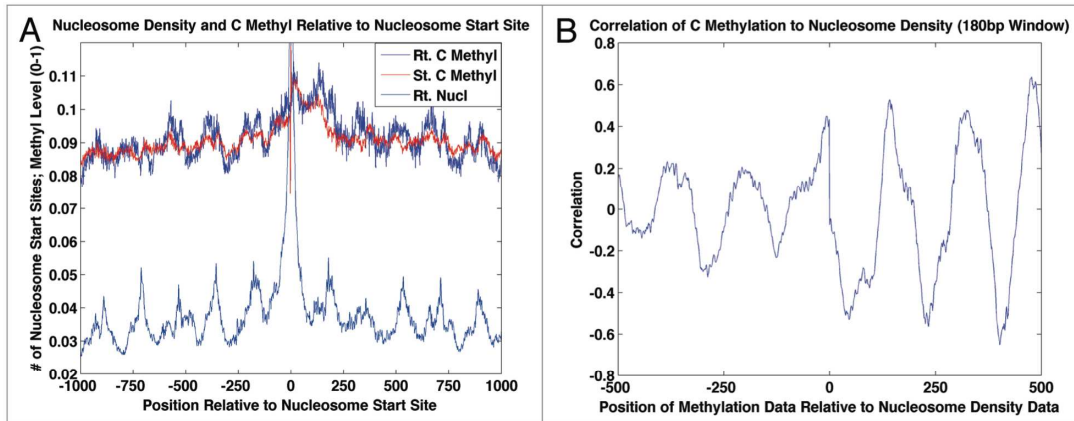 A
Nucleosome Density and C Methyl Relative to Nucleosome Start Site
# of Nucleosome Start Sites; Methyl Level (0-1)
0.11
0.1
0.09
0.08
0.07
0.06
0.05
0.04
0.03
0.02
Rt. C Methyl
St. C Methyl
Rt. Nucl
-1000 -750 -500 -250 0 250 500 750 1000
Position Relative to Nucleosome Start Site
B
Correlation of C Methylation to Nucleosome Density (180bp Window)
Correlation
0.8
0.6
0.4
0.2
0
-0.2
-0.4
-0.6
-0.8
-500 -250 0 250 500
Position of Methylation Data Relative to Nucleosome Density Data